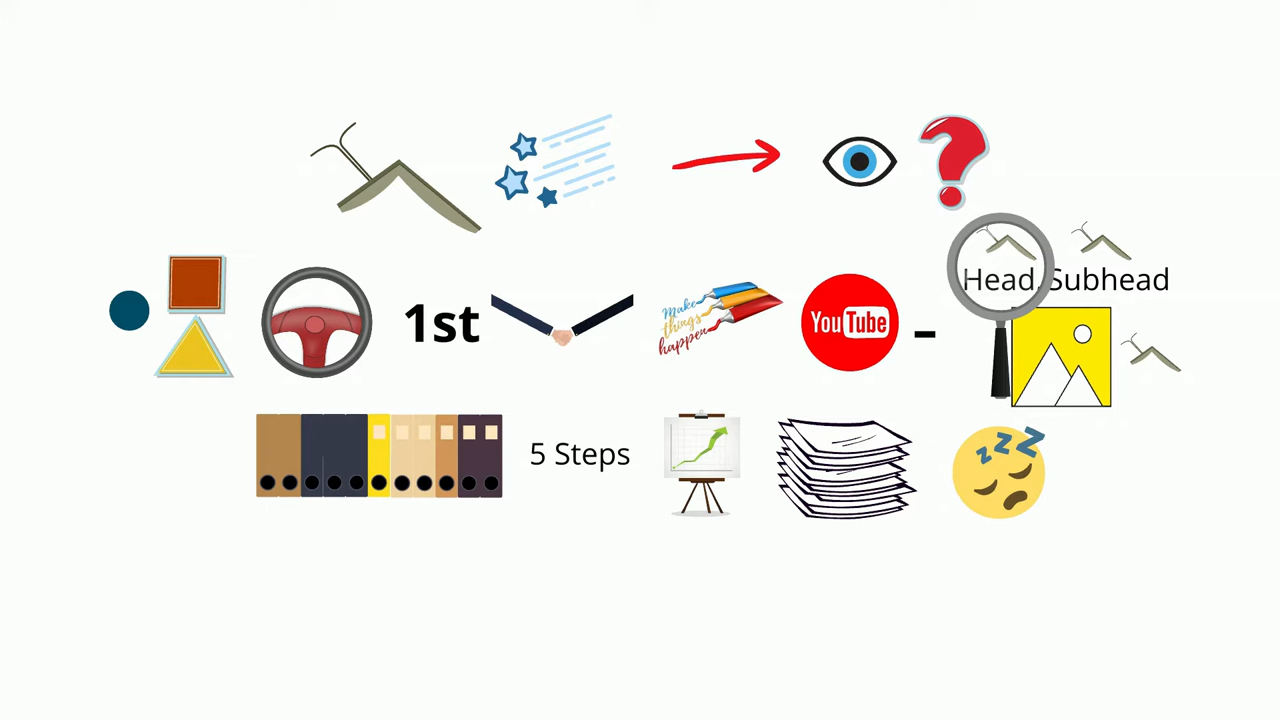 Head, Subhead
1st
Make
things
happen
YouTube
-
5 Steps
z z z